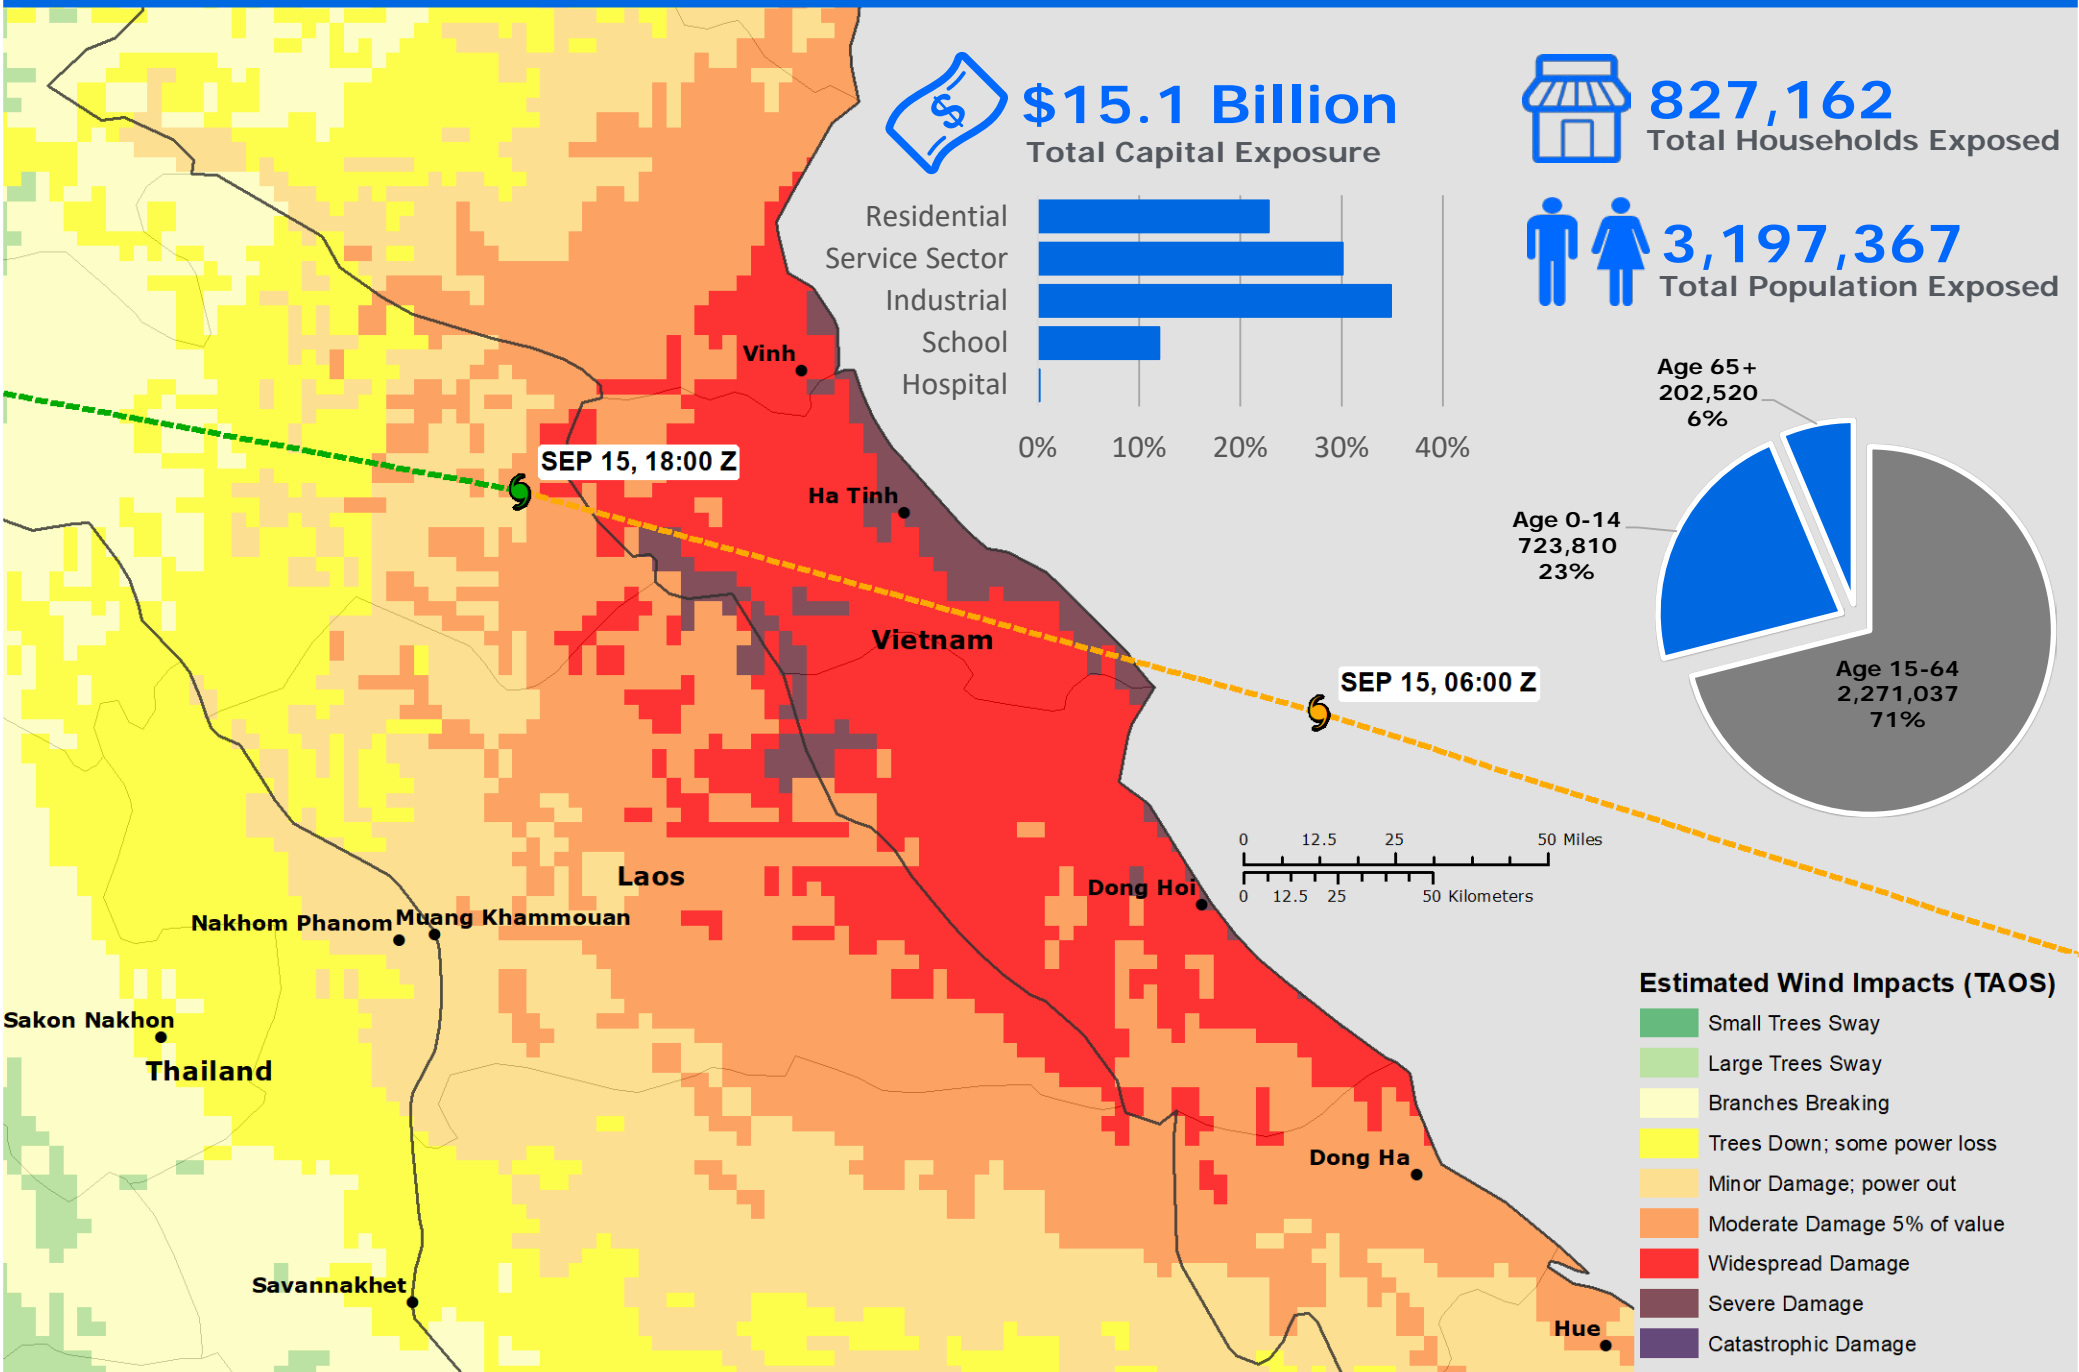 $15.1 Billion
Total Capital Exposure
827,162
Total Households Exposed
3,197,367
Total Population Exposed
Residential
Service Sector
Industrial
School
Hospital
0% 10% 20% 30% 40%
Age 65+
202,520
6%
Age 0-14
723,810
23%
Age 15-64
2,271,037
71%
Vinh
SEP 15, 18:00 Z
Ha Tinh
Vietnam
SEP 15, 06:00 Z
0 12.5 25 50 Miles
0 12.5 25 50 Kilometers
Laos
Dong Hoi
Nakhom Phanom
Muang Khammouan
Sakon Nakhon
Thailand
Dong Ha
Savannakhet
Hue
Estimated Wind Impacts (TAOS)
Small Trees Sway
Large Trees Sway
Branches Breaking
Trees Down; some power loss
Minor Damage; power out
Moderate Damage 5% of value
Widespread Damage
Severe Damage
Catastrophic Damage